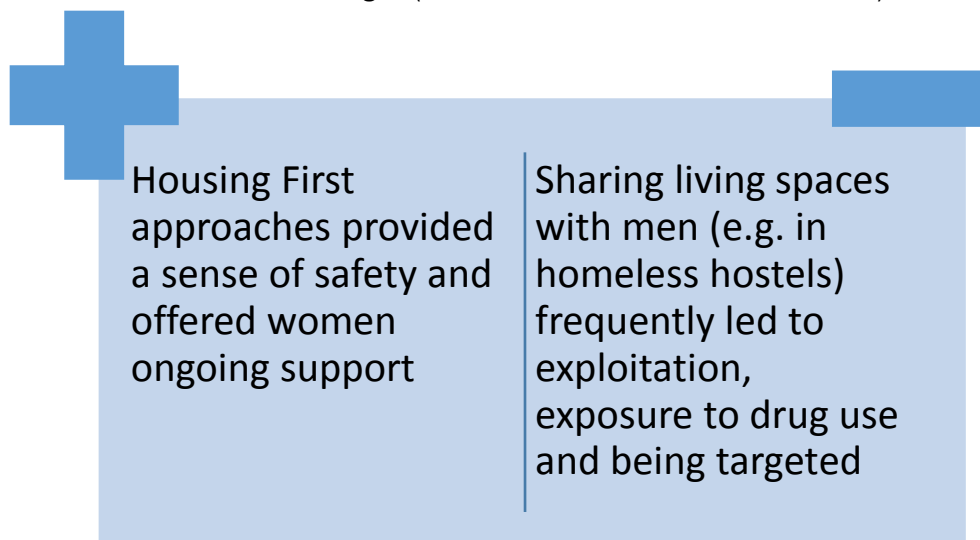 Housing First
approaches provided
a sense of safety and
offered women
ongoing support
Sharing living spaces
with men (e.g. in
homeless hostels)
frequently led to
exploitation,
exposure to drug use
and being targeted